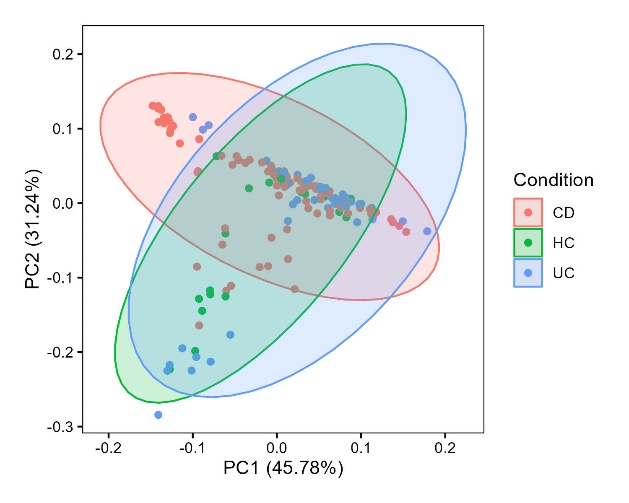 0.2
0.1
0.0
-0.1
-0.2
-0.3
PC2 (31.24%)
-0.2 -0.1 0.0 0.1 0.2
PC1 (45.78%)
Condition
CD
HC
UC